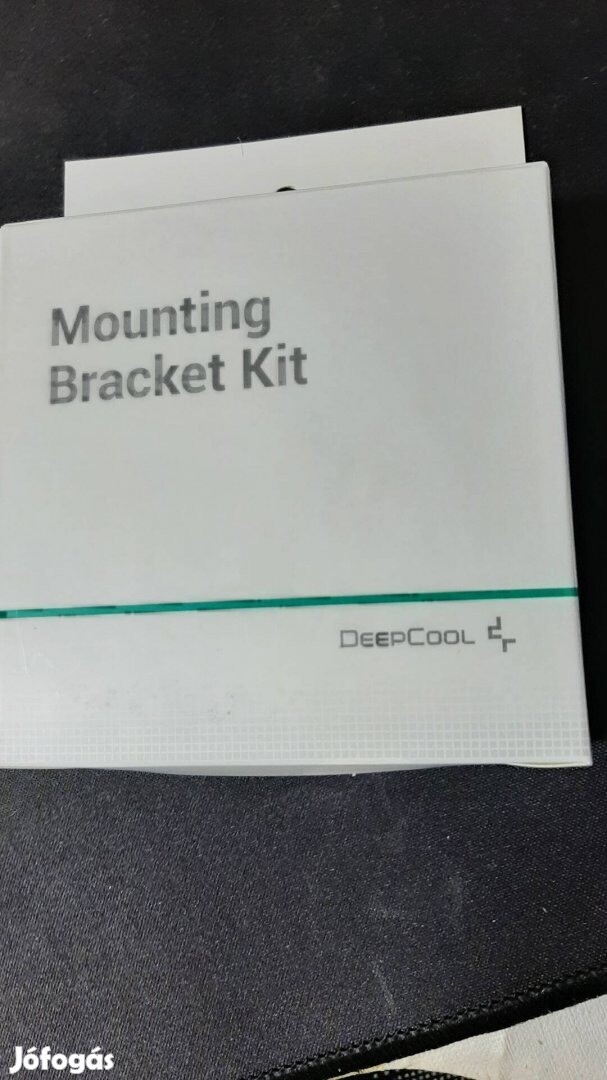 Mounting
Bracket Kit
DEEPCOOL
Jófogás